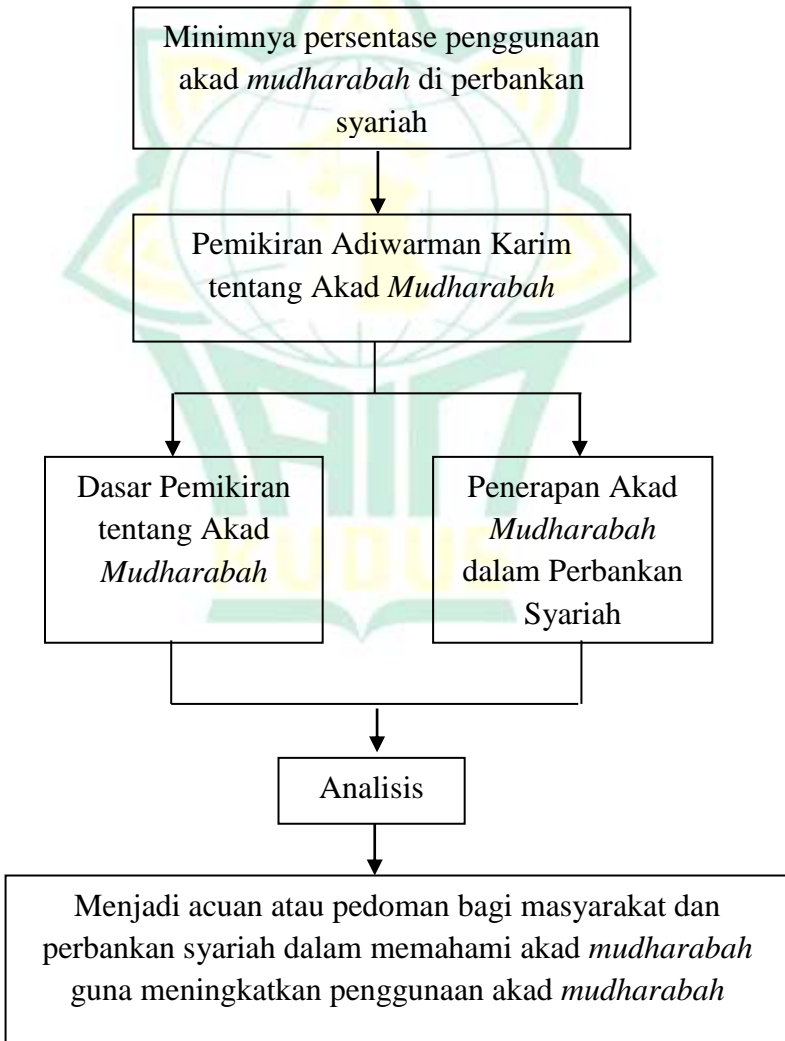 Minimnya persentase penggunaan
akad mudharabah di perbankan
syariah
Pemikiran Adiwarman Karim
tentang Akad Mudharabah
Dasar Pemikiran
tentang Akad
Mudharabah
Penerapan Akad
Mudharabah
dalam Perbankan
Syariah
IAIN
KUDUS
Analisis
Menjadi acuan atau pedoman bagi masyarakat dan
perbankan syariah dalam memahami akad mudharabah
guna meningkatkan penggunaan akad mudharabah